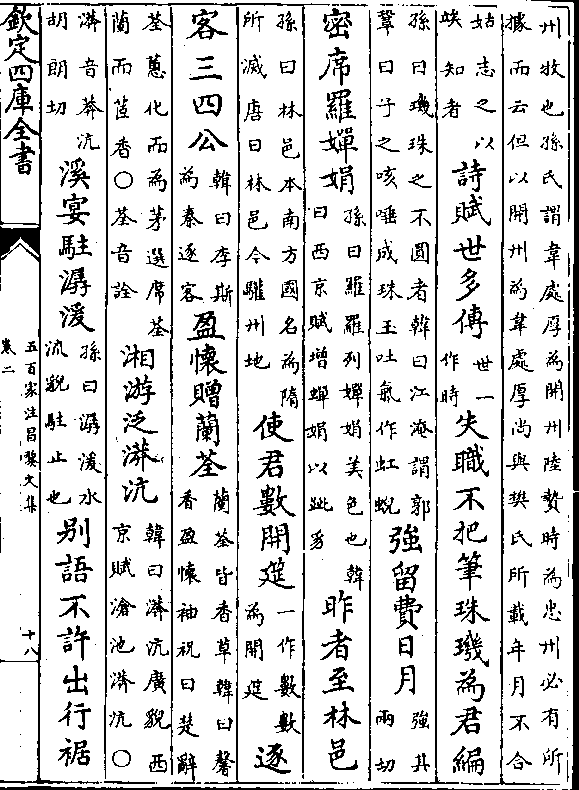 州牧也孫氏謂韋處厚為開州陸贄時為忠州必有所
據而云但以開州為韋處厚尚與樊氏所載年月不合
姑志之以
竢知者
詩賦世多傳
世一
作時
失職不把筆珠璣為君編
孫曰璣珠之不圓者韓曰江淹謂郭
鞏曰子之咳唾成珠玉吐氣作虹蜺
強留費日月
強其
兩切
密席羅嬋娟
孫曰羅羅列嬋娟美色也韓
曰西京賦增蟬娟以跐豸
昨者至林邑
孫曰林邑本南方國名為隋
所滅唐曰林邑今驩州地
使君數開筵
一作數數
為開筵
逐
客三四公
韓曰李斯
為秦逐客
盈懷贈蘭荃
蘭荃皆香草韓曰馨
香盈懷袖祝曰楚辭
荃蕙化而為茅選席荃
蘭而茝香〇荃音詮
湘游泛漭沆
韓曰漭沆廣貎西
京賦滄池漭沆〇
漭音莽沆
胡朗切
溪宴駐潺湲
孫曰潺湲水
流貎駐止也
别語不許出行裾
欽定四庫全書
五百家注昌黎文集
卷二
十八